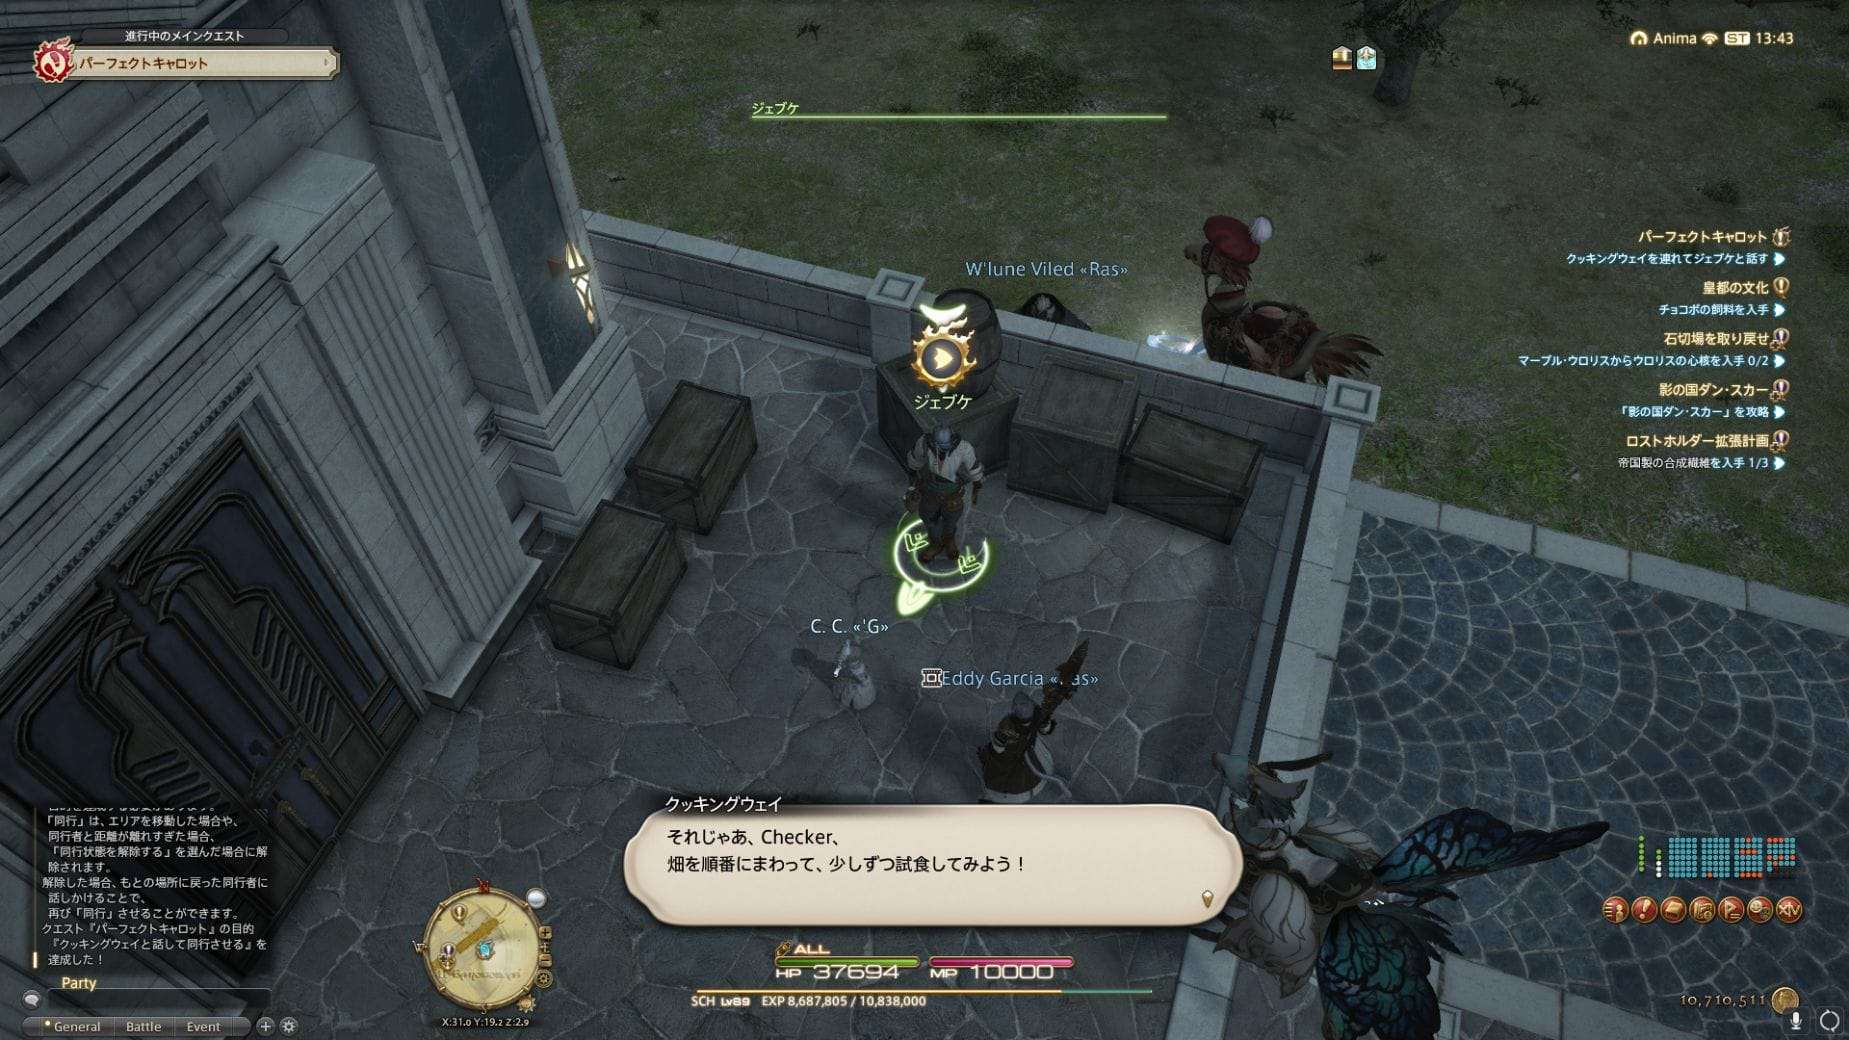 進行中のメインクエスト
パーフェクトキャロット
Anima ST 13:43
ジェブケ
パーフェクトキャロット
クッキングウェイを連れてジェブケと話す
皇都の文化
チョコボの飼料を入手
石切場を取り戻せ
マーブル・ウロリスからウロリスの心核を入手 0/2
影の国ダン・スカー
「影の国ダン・スカー」を攻略
ロストホルダー拡張計画
帝国製の合成繊維を入手 1/3
W'lune Viled «Ras»
ジェブケ
C. C. «'G»
Eddy Garcia
クッキングウェイ
それじゃあ、Checker、
畑を順番にまわって、少しずつ試食してみよう！
「同行」は、エリアを移動した場合や、
同行者と距離が離れすぎた場合、
「同行状態を解除する」を選んだ場合に解
除されます。
解除した場合、もとの場所に戻った同行者に
話しかけることで、
再び「同行」させることができます。
クエスト『パーフェクトキャロット』の目的
『クッキングウェイと話して同行させる』を
達成した！
Party
General Battle Event
N
X:31.0 Y:19.2 Z:2.9
ALL
HP 37694 MP 10000
SCH Lv89 EXP 8,687,805 / 10,838,000
XIV
10,710,511